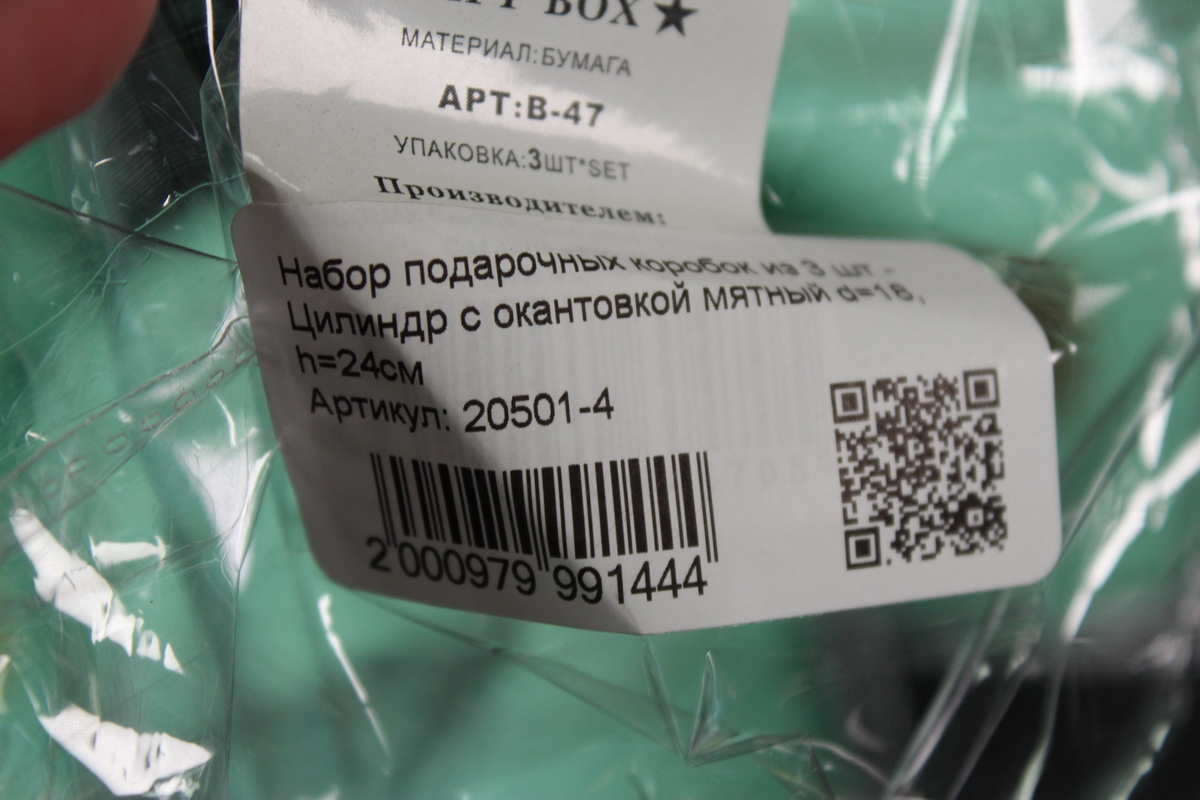 BOX★
МАТЕРИАЛ:БУМАГА
АРТ:В-47
УПАКОВКА:3ШТ*SET
Производителем:
Набор подарочных коробок из 3 шт -
Цилиндр с окантовкой мятный d=18,
h=24см
Артикул: 20501-4
2 000979 991444